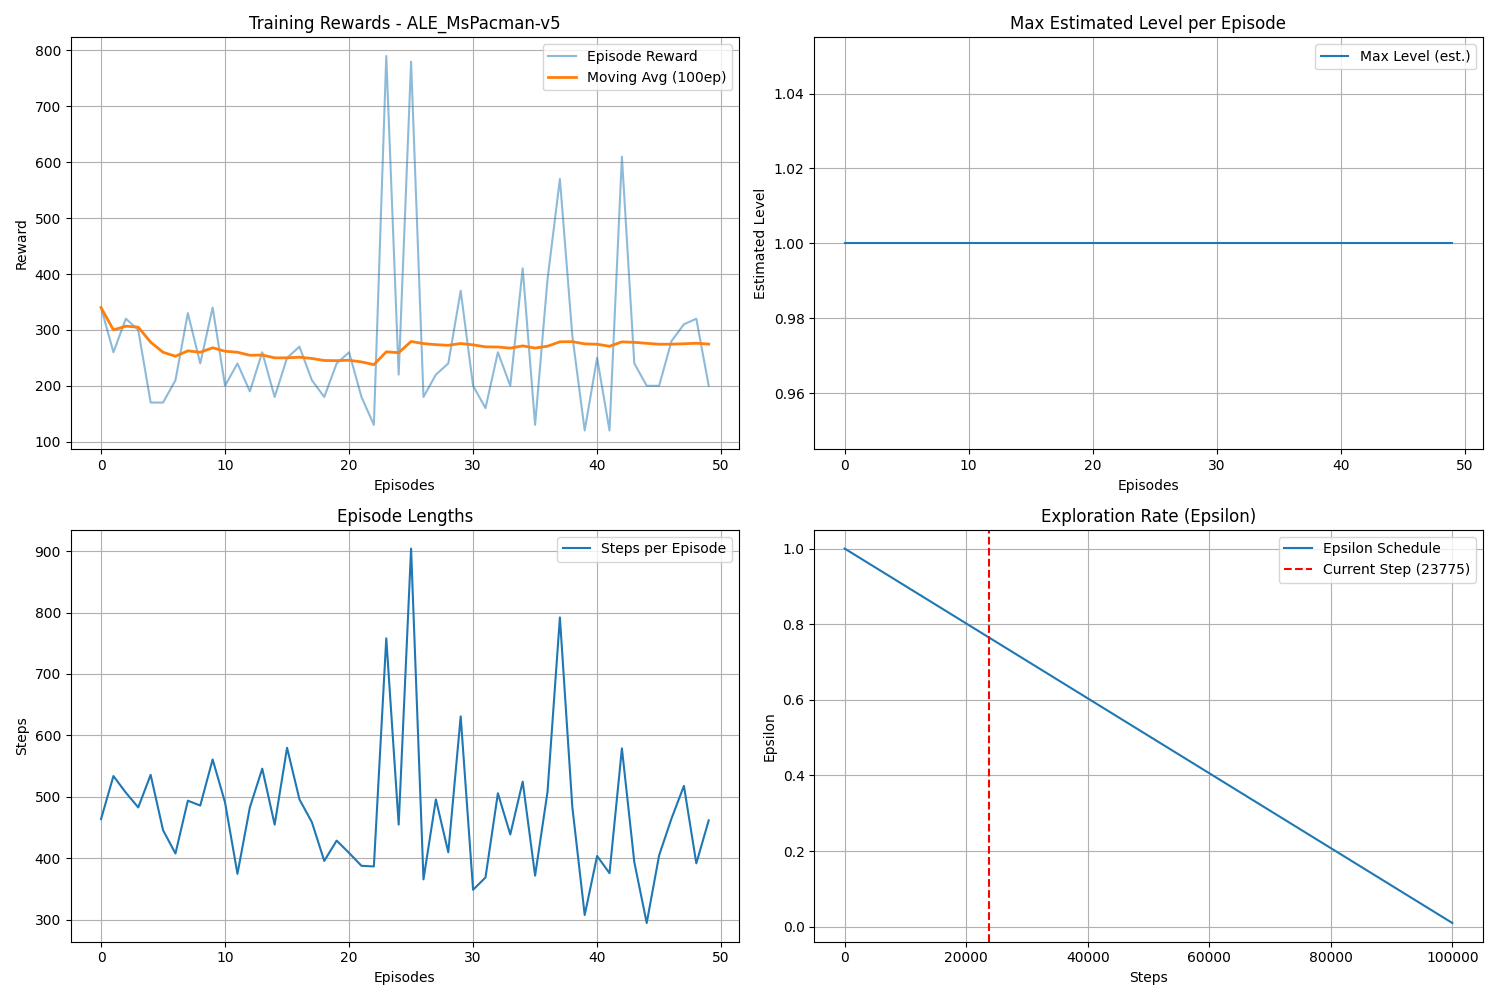 Training Rewards - ALE_MsPacman-v5
Episode Reward
Moving Avg (100ep)
800
700
600
500
400
300
200
100
Reward
0 10 20 30 40 50
Episodes
Max Estimated Level per Episode
Max Level (est.)
1.04
1.02
1.00
0.98
0.96
Estimated Level
0 10 20 30 40 50
Episodes
Episode Lengths
Steps per Episode
900
800
700
600
500
400
300
Steps
0 10 20 30 40 50
Episodes
Exploration Rate (Epsilon)
Epsilon Schedule
Current Step (23775)
1.0
0.8
0.6
0.4
0.2
0.0
Epsilon
0 20000 40000 60000 80000 100000
Steps